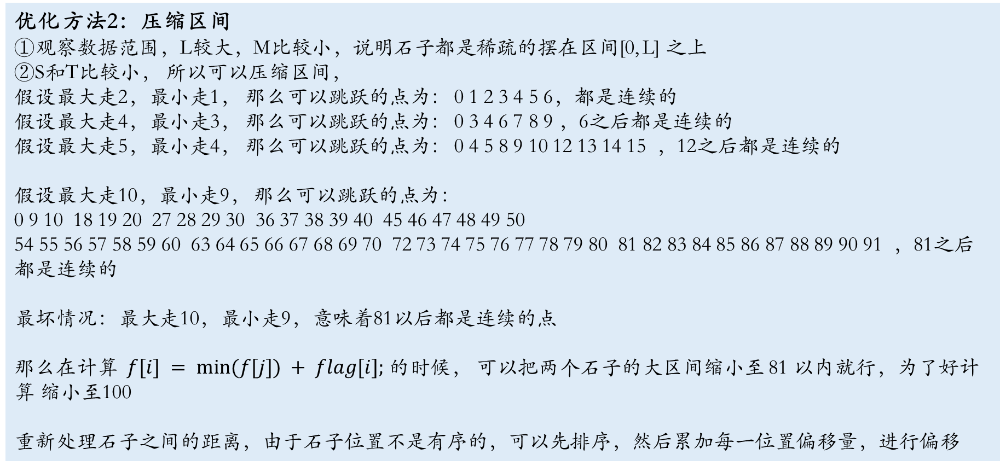 优化方法2：压缩区间
①观察数据范围，L较大，M比较小，说明石子都是稀疏的摆在区间[0, L] 之上
②S和T比较小， 所以可以压缩区间，
假设最大走2，最小走1， 那么可以跳跃的点为： 0 1 2 3 4 5 6，都是连续的
假设最大走4，最小走3， 那么可以跳跃的点为： 0 3 4 6 7 8 9 ，6之后都是连续的
假设最大走5，最小走4， 那么可以跳跃的点为： 0 4 5 8 9 10 12 13 14 15 ，12之后都是连续的
假设最大走10，最小走9， 那么可以跳跃的点为：
0 9 10 18 19 20 27 28 29 30 36 37 38 39 40 45 46 47 48 49 50
54 55 56 57 58 59 60 63 64 65 66 67 68 69 70 72 73 74 75 76 77 78 79 80 81 82 83 84 85 86 87 88 89 90 91 ，81之后
都是连续的
最坏情况： 最大走10，最小走9，意味着81以后都是连续的点
那么在计算 f[i] = min(f[j]) + flag[i]; 的时候， 可以把两个石子的大区间缩小至 81 以内就行，为了好计
算 缩小至100
重新处理石子之间的距离，由于石子位置不是有序的，可以先排序，然后累加每一位置偏移量，进行偏移